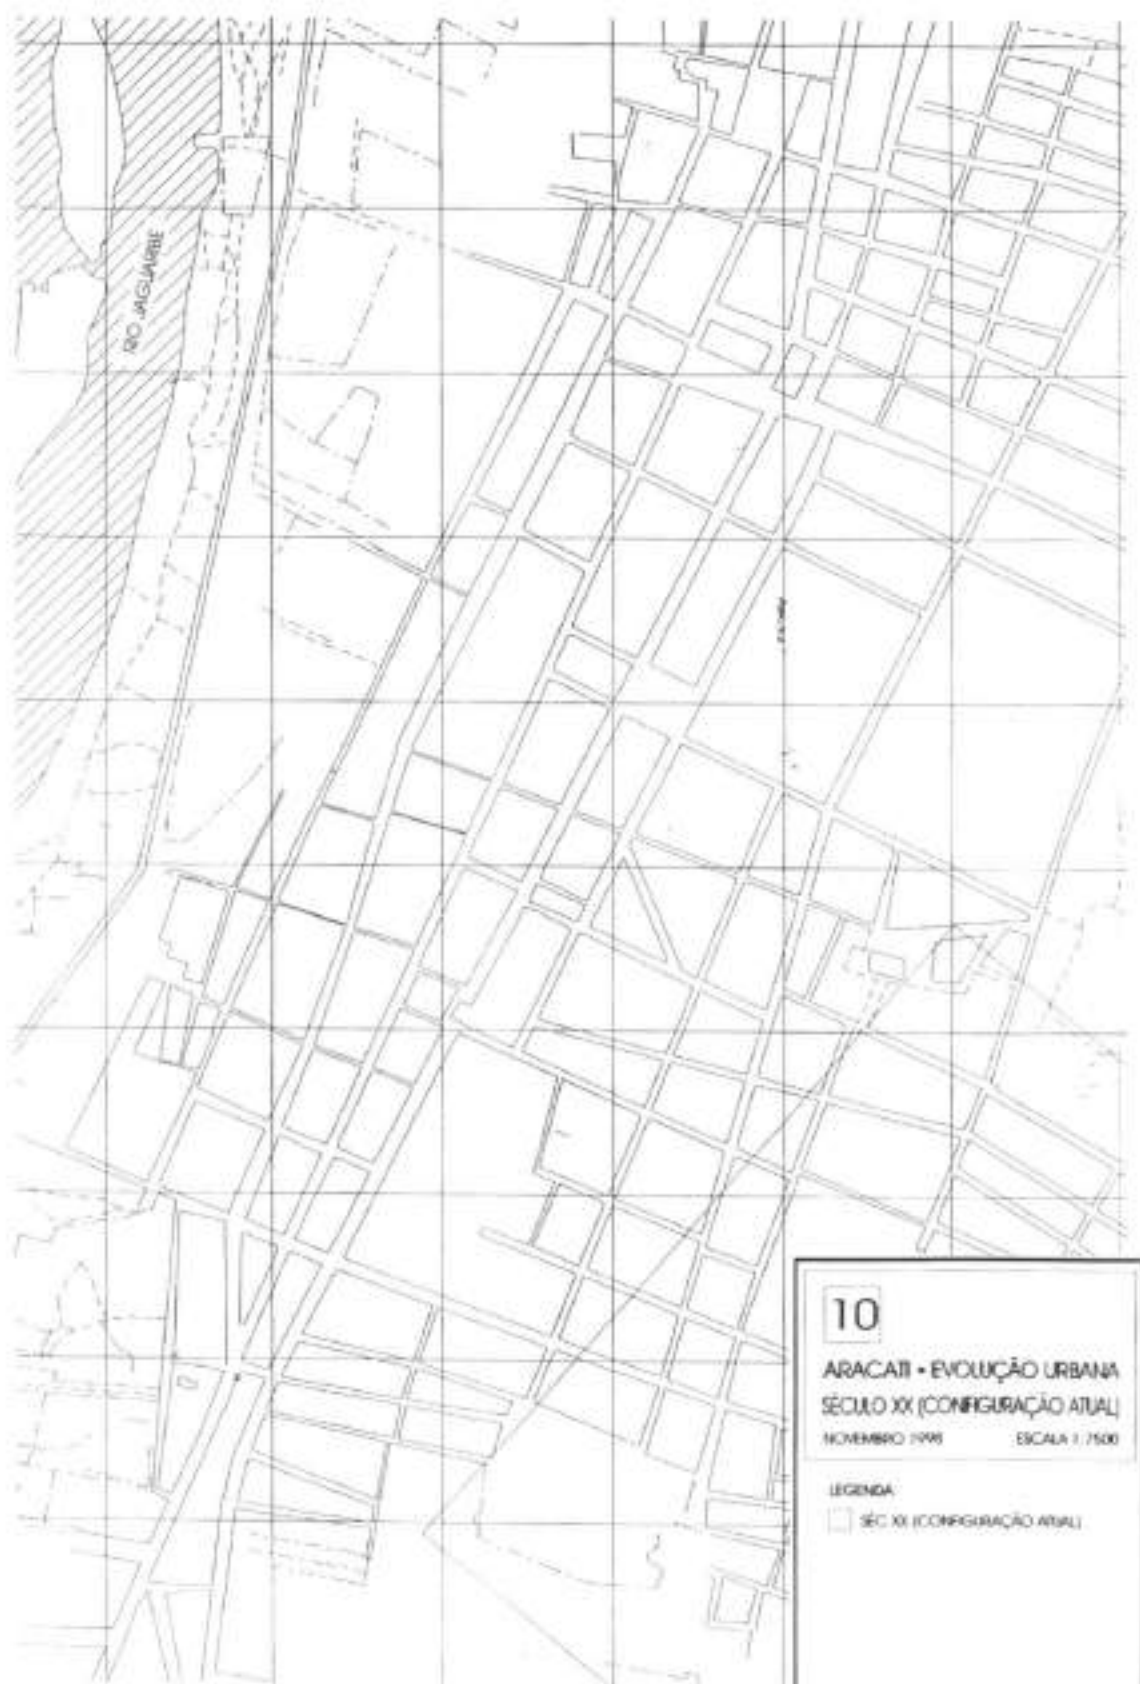 RIO JAGUARIBE
10
ARACATI • EVOLUÇÃO URBANA
SÉCULO XX (CONFIGURAÇÃO ATUAL)
NOVEMBRO 1998 ESCALA 1:7500
LEGENDA
SÉC XX (CONFIGURAÇÃO ATUAL)